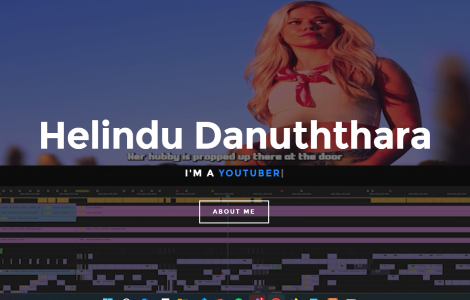 Helindu Danuththara
Her hubby is propped up there at the door
I'M A YOUTUBER|
ABOUT ME